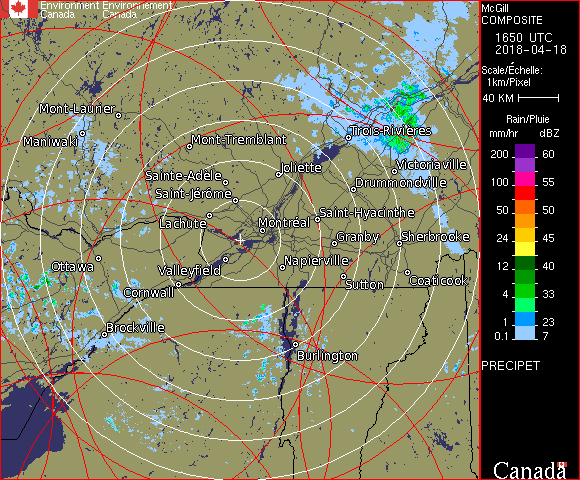 Environment Environnement
Canada Canada
McGill
COMPOSITE
1650 UTC
2018-04-18
Scale/Échelle:
1km/Pixel
40 KM
Rain/Pluie
mm/hr dBZ
200 60
100 55
50 50
24 45
12 40
8 33
4 33
1 23
0.1 7
PRECIPET
Canada
Mont-Laurier
Maniwaki
Mont-Tremblant
Trois-Rivières
Joliette
Victoriaville
Sainte-Adèle
Drummondville
Saint-Jérôme
Lachute
Saint-Hyacinthe
Montréal
Granby
Sherbrooke
Ottawa
Valleyfield
Napierville
Cornwall
Sutton
Coaticook
Brockville
Burlington